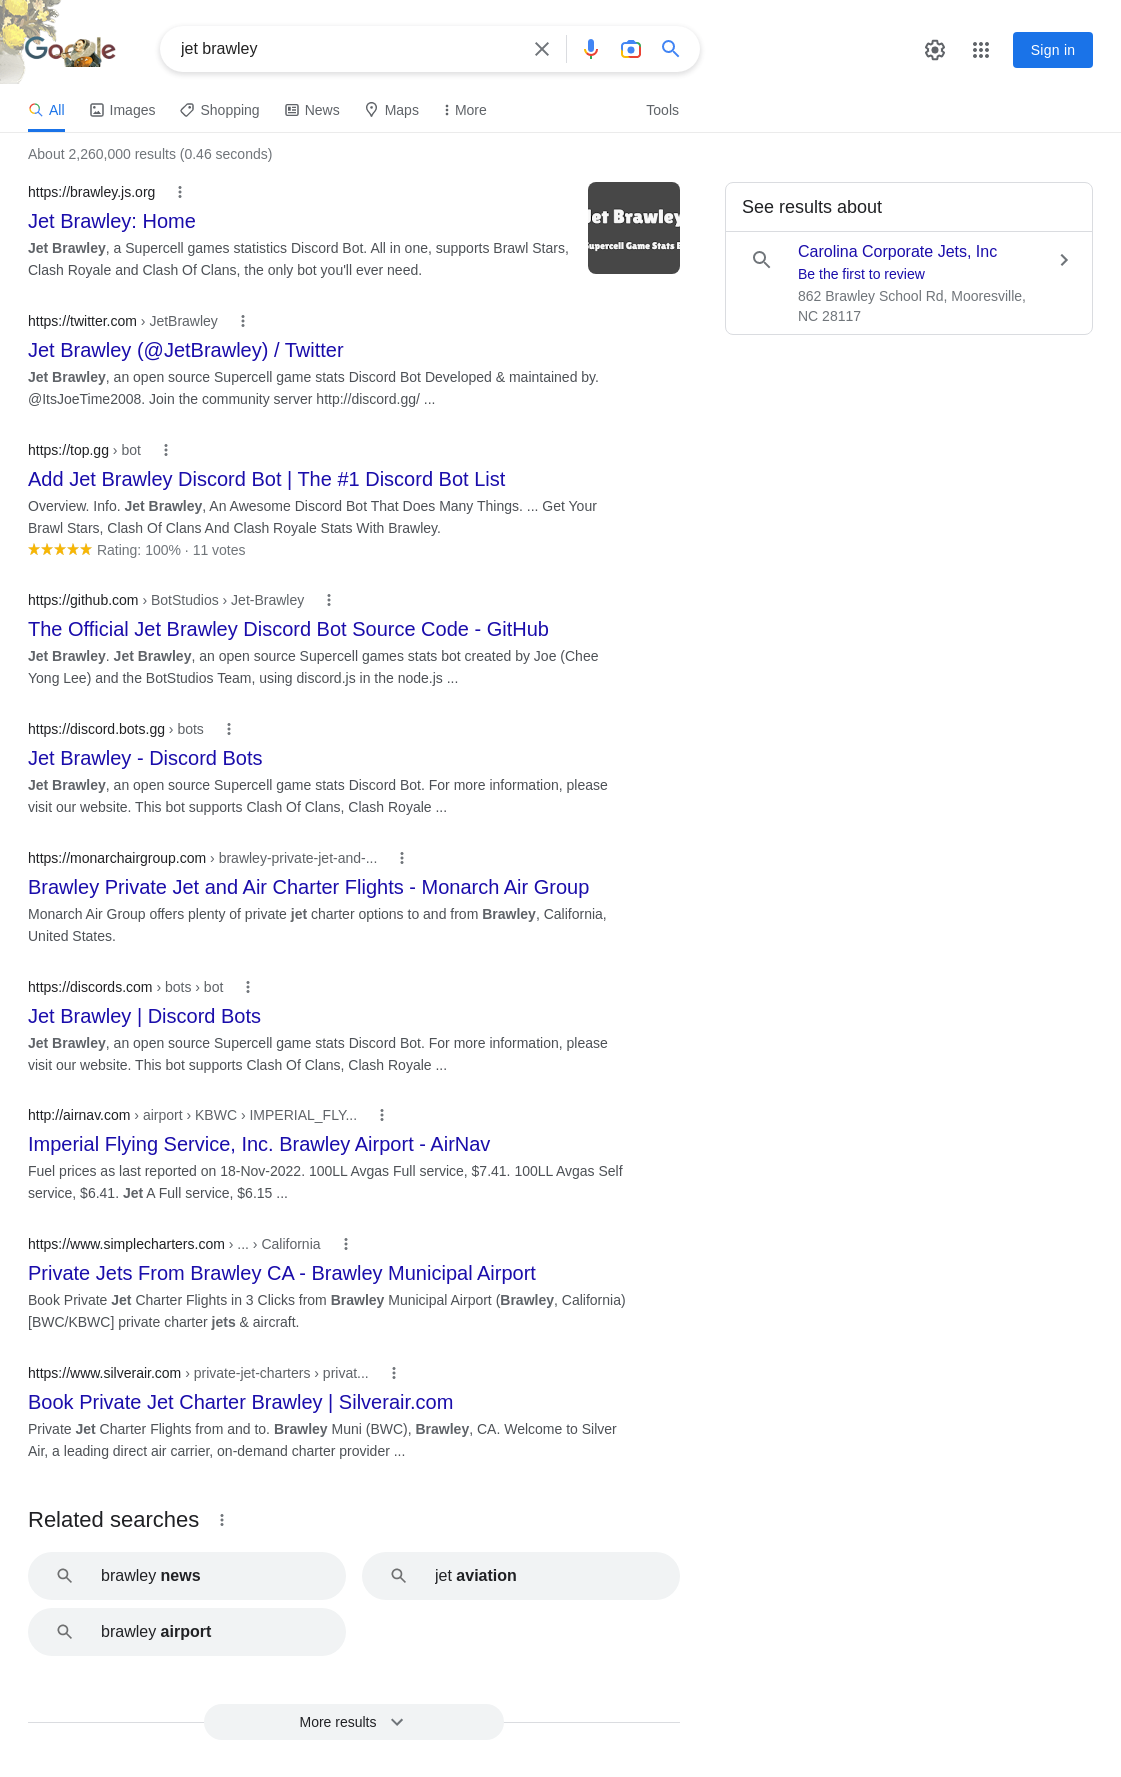 Google
jet brawley
Sign in
All
Images
Shopping
News
Maps
More
Tools
About 2,260,000 results (0.46 seconds)
https://brawley.js.org
Jet Brawley: Home
Jet Brawley, a Supercell games statistics Discord Bot. All in one, supports Brawl Stars,
Clash Royale and Clash Of Clans, the only bot you'll ever need.
Jet Brawley
Supercell Game Stats B
https://twitter.com › JetBrawley
Jet Brawley (@JetBrawley) / Twitter
Jet Brawley, an open source Supercell game stats Discord Bot Developed & maintained by.
@ItsJoeTime2008. Join the community server http://discord.gg/ ...
https://top.gg › bot
Add Jet Brawley Discord Bot | The #1 Discord Bot List
Overview. Info. Jet Brawley, An Awesome Discord Bot That Does Many Things. ... Get Your
Brawl Stars, Clash Of Clans And Clash Royale Stats With Brawley.
Rating: 100% · 11 votes
https://github.com › BotStudios › Jet-Brawley
The Official Jet Brawley Discord Bot Source Code - GitHub
Jet Brawley. Jet Brawley, an open source Supercell games stats bot created by Joe (Chee
Yong Lee) and the BotStudios Team, using discord.js in the node.js ...
https://discord.bots.gg › bots
Jet Brawley - Discord Bots
Jet Brawley, an open source Supercell game stats Discord Bot. For more information, please
visit our website. This bot supports Clash Of Clans, Clash Royale ...
https://monarchairgroup.com › brawley-private-jet-and-...
Brawley Private Jet and Air Charter Flights - Monarch Air Group
Monarch Air Group offers plenty of private jet charter options to and from Brawley, California,
United States.
https://discords.com › bots › bot
Jet Brawley | Discord Bots
Jet Brawley, an open source Supercell game stats Discord Bot. For more information, please
visit our website. This bot supports Clash Of Clans, Clash Royale ...
http://airnav.com › airport › KBWC › IMPERIAL_FLY...
Imperial Flying Service, Inc. Brawley Airport - AirNav
Fuel prices as last reported on 18-Nov-2022. 100LL Avgas Full service, $7.41. 100LL Avgas Self
service, $6.41. Jet A Full service, $6.15 ...
https://www.simplecharters.com › ... › California
Private Jets From Brawley CA - Brawley Municipal Airport
Book Private Jet Charter Flights in 3 Clicks from Brawley Municipal Airport (Brawley, California)
[BWC/KBWC] private charter jets & aircraft.
https://www.silverair.com › private-jet-charters › privat...
Book Private Jet Charter Brawley | Silverair.com
Private Jet Charter Flights from and to. Brawley Muni (BWC), Brawley, CA. Welcome to Silver
Air, a leading direct air carrier, on-demand charter provider ...
Related searches
brawley news
jet aviation
brawley airport
More results
See results about
Carolina Corporate Jets, Inc
Be the first to review
862 Brawley School Rd, Mooresville,
NC 28117